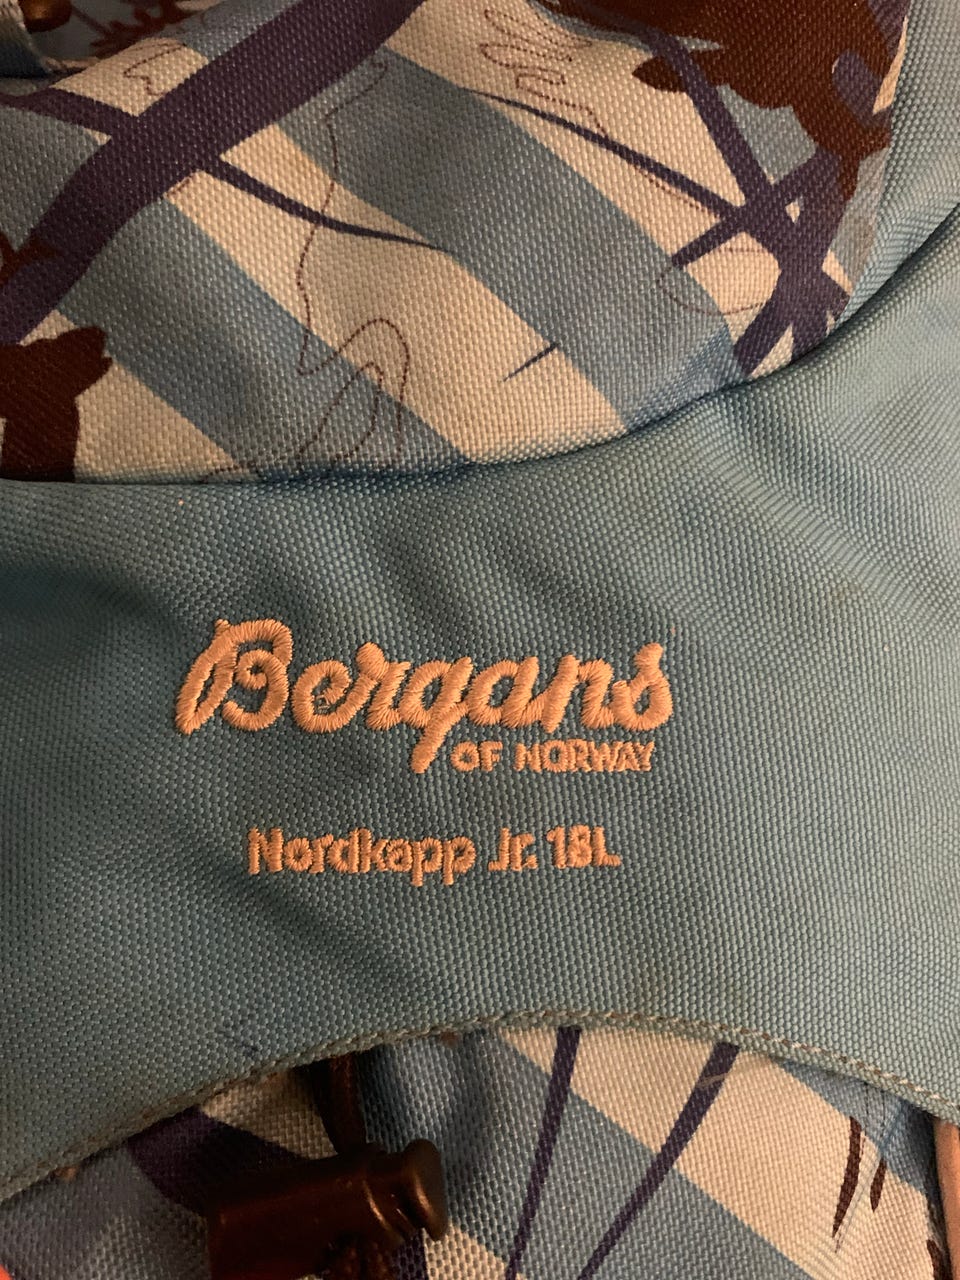 Bergans
OF NORWAY
Nordkapp Jr. 18L